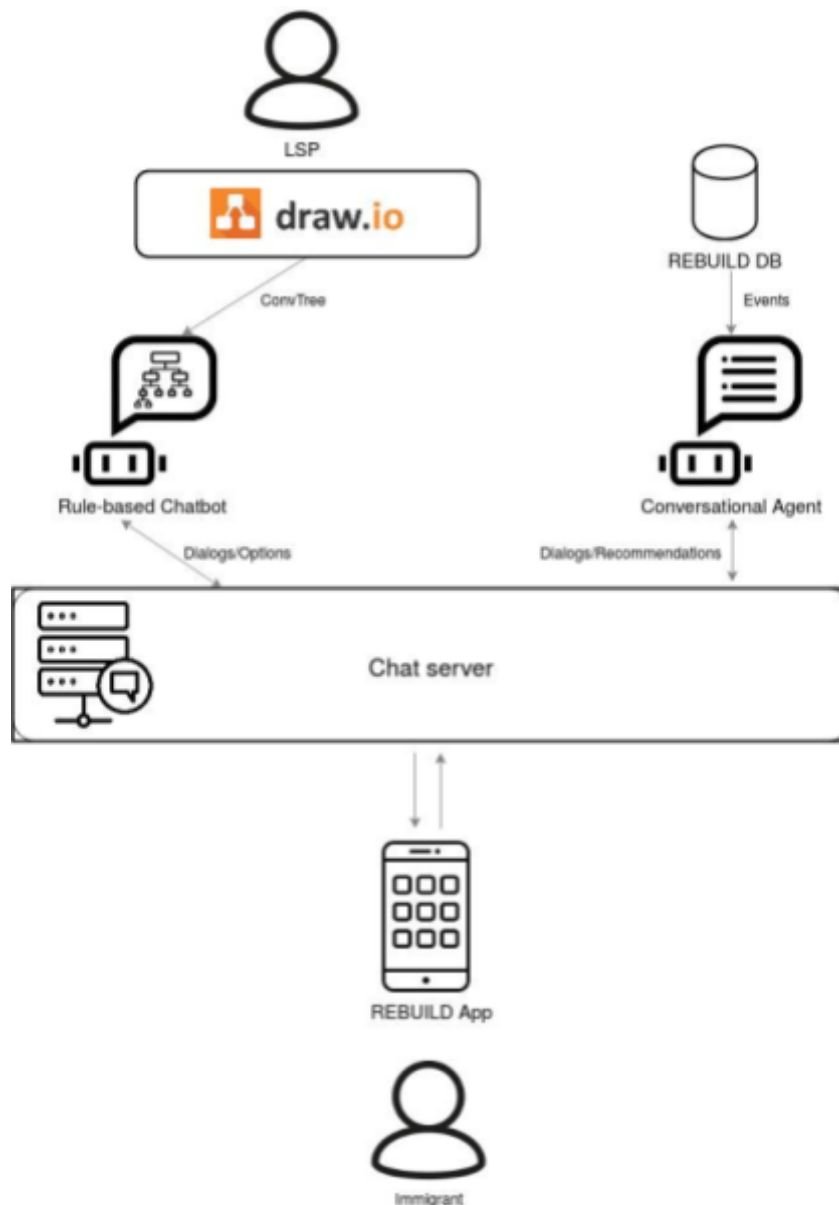 LSP
draw.io
REBUILD DB
ConvTree
Events
Rule-based Chatbot
Conversational Agent
Dialogs/Options
Dialogs/Recommendations
Chat server
REBUILD App
Immigrant